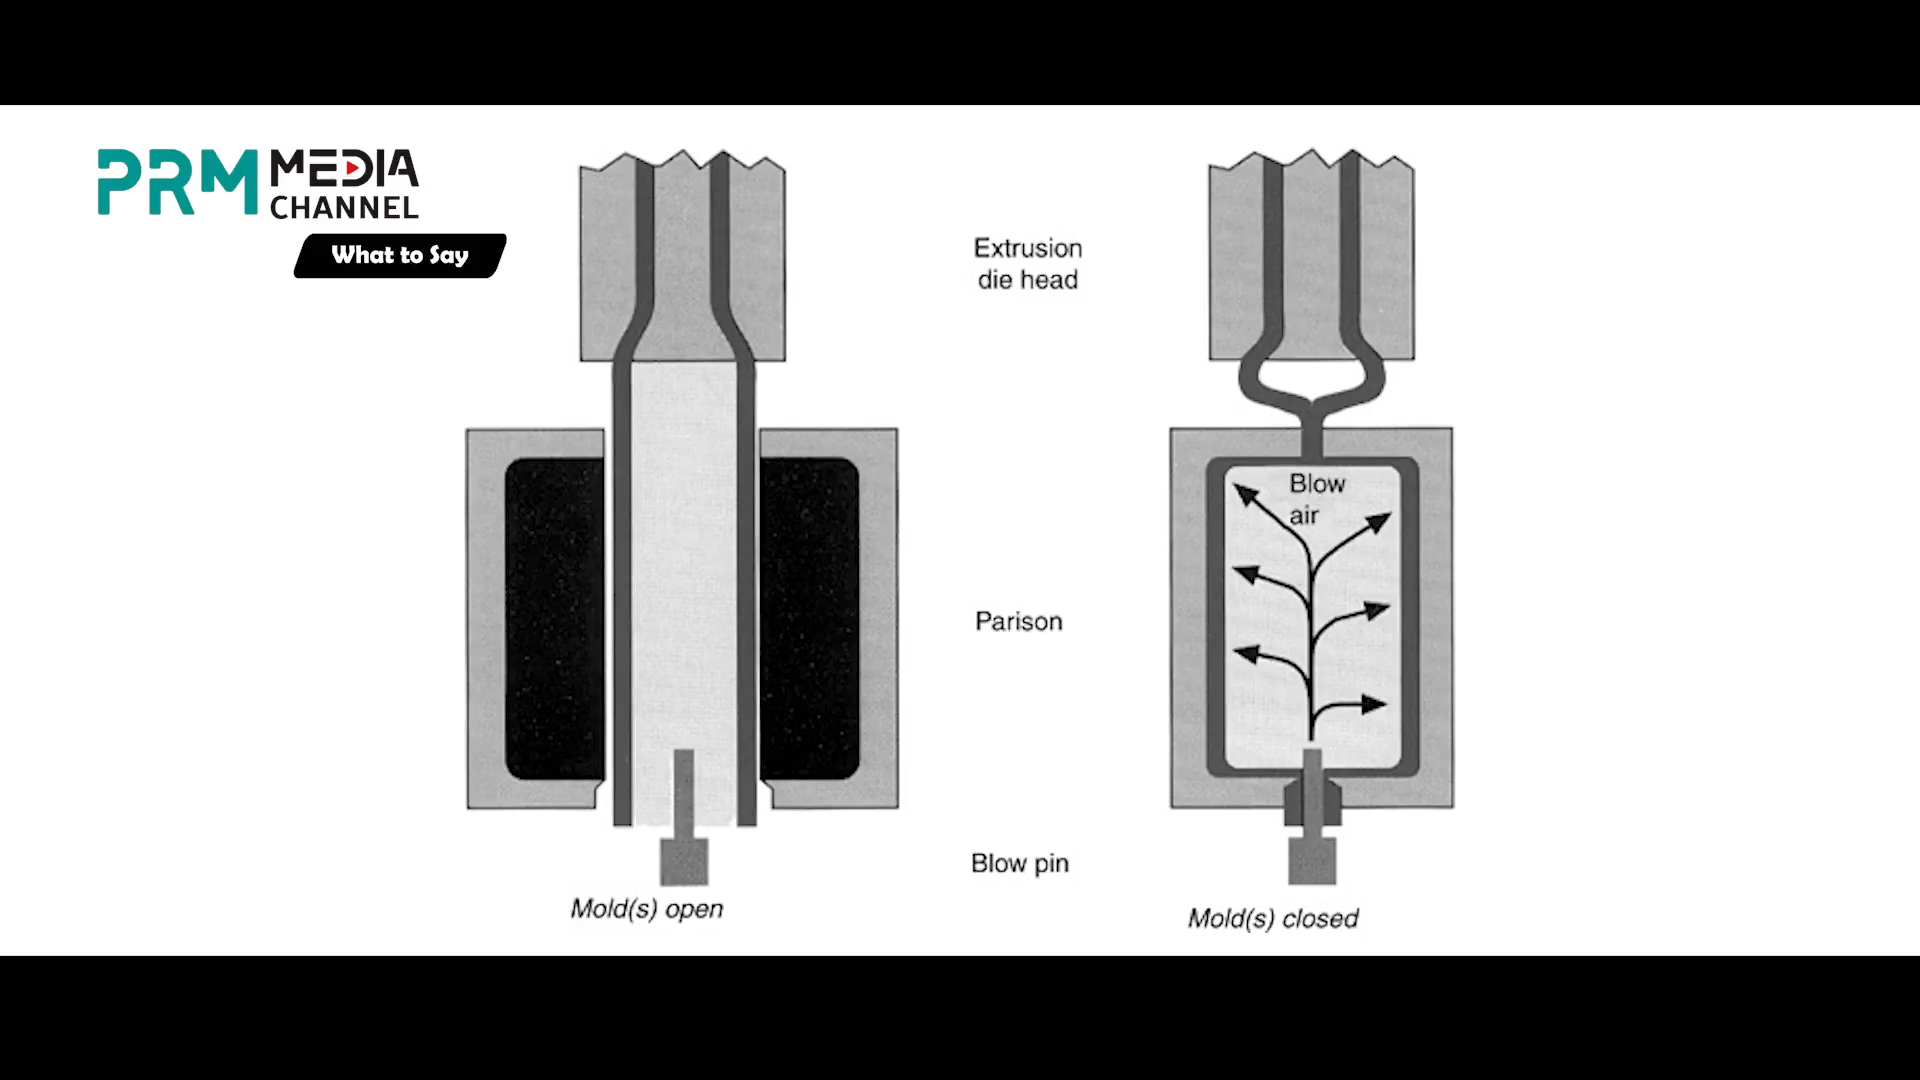 PRM MEDIA
CHANNEL
What to Say
Extrusion
die head
Blow
air
Parison
Blow pin
Mold(s) open
Mold(s) closed